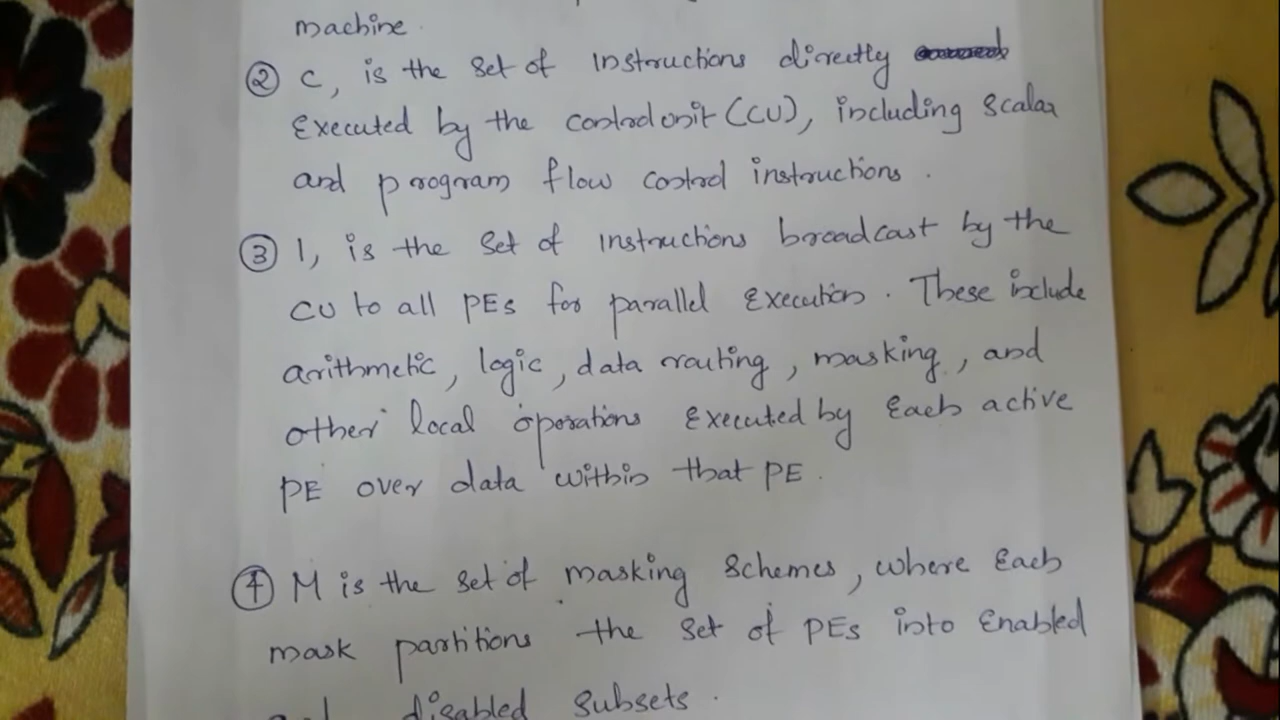 machine.
② C, is the set of instructions directly
Executed by the control unit (CU), including scalar
and program flow control instructions.
③ I, is the set of instructions broadcast by the
CU to all PEs for parallel Execution. These include
arithmetic, logic, data routing, masking, and
other local operations Executed by Each active
PE over data within that PE.
④ M is the set of masking schemes, where Each
mask partitions the set of PEs into Enabled
and disabled subsets.